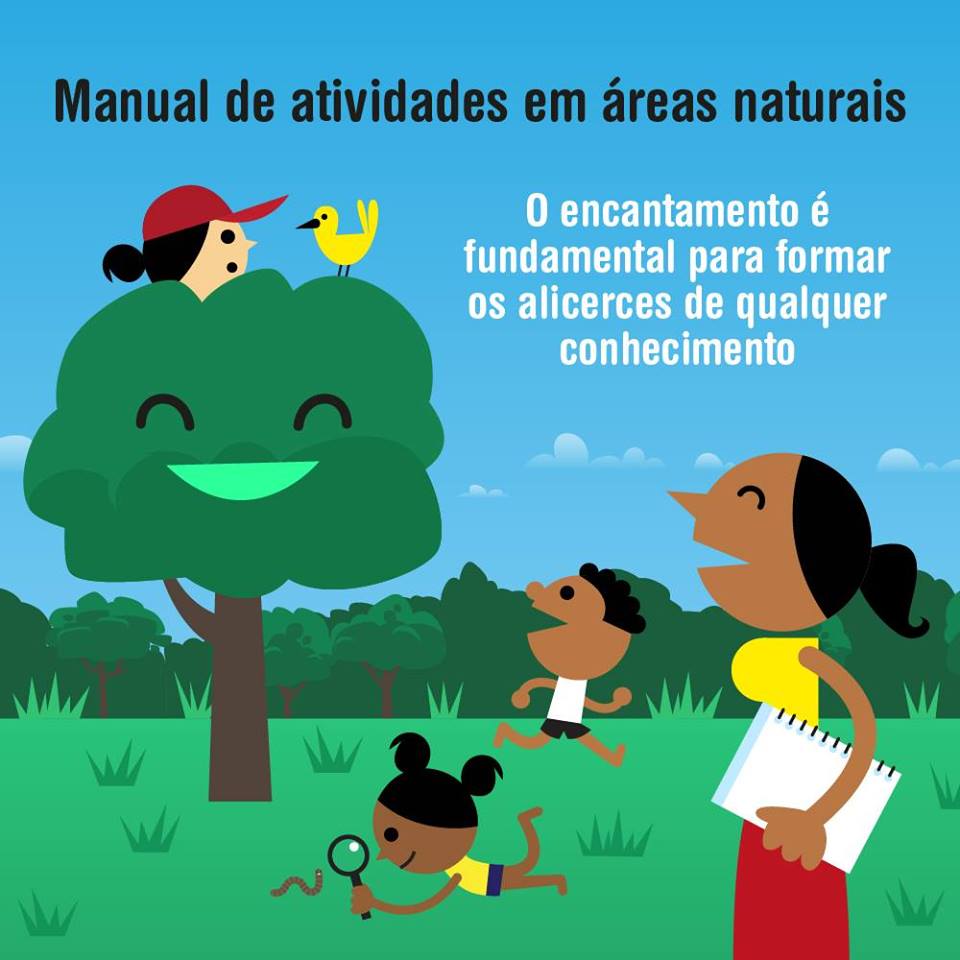 Manual de atividades em áreas naturais
O encantamento é
fundamental para formar
os alicerces de qualquer
conhecimento